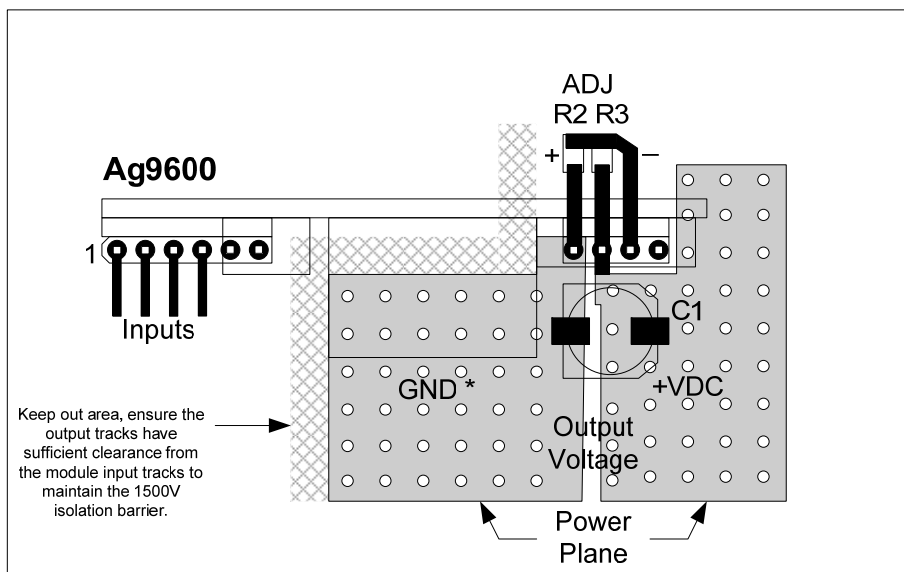 ADJ
R2 R3
+ −
Ag9600
1
Inputs
C1
GND *
+VDC
Keep out area, ensure the
output tracks have
sufficient clearance from
the module input tracks to
maintain the 1500V
isolation barrier.
Output
Voltage
Power
Plane